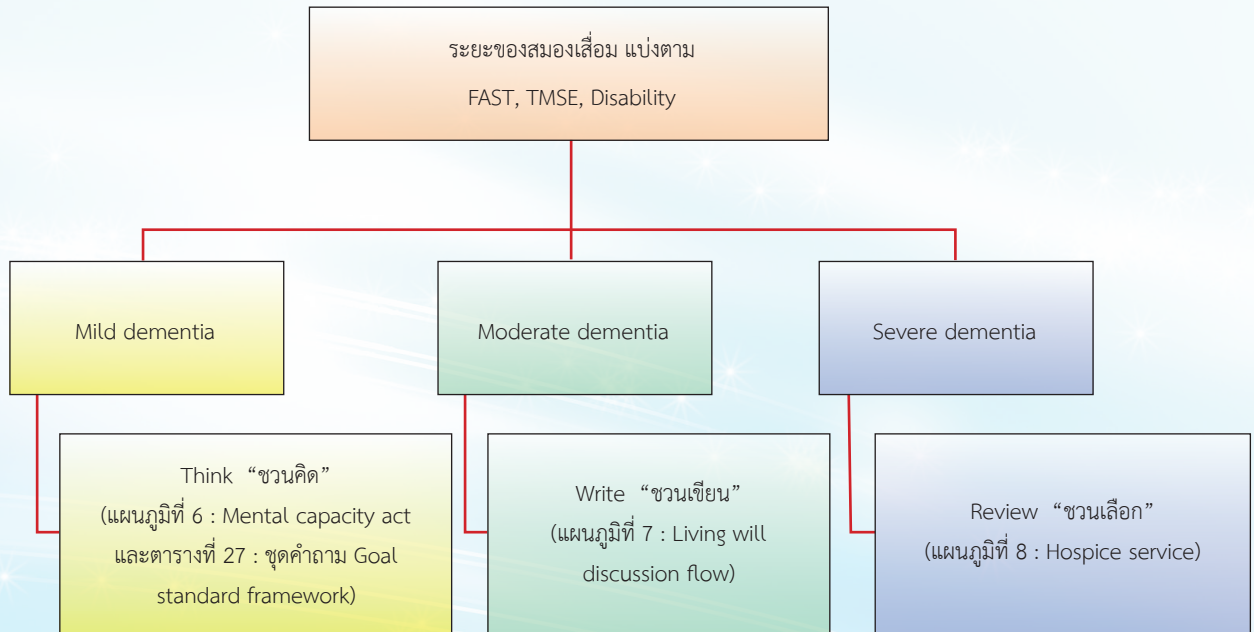 ระยะของสมองเสื่อม แบ่งตาม
FAST, TMSE, Disability
Mild dementia
Moderate dementia
Severe dementia
Think “ชวนคิด”
(แผนภูมิที่ 6 : Mental capacity act
และตารางที่ 27 : ชุดคำถาม Goal
standard framework)
Write “ชวนเขียน”
(แผนภูมิที่ 7 : Living will
discussion flow)
Review “ชวนเลือก”
(แผนภูมิที่ 8 : Hospice service)